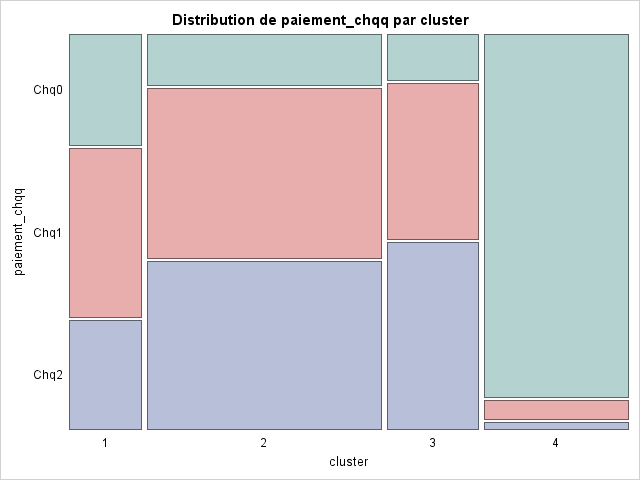 Distribution de paiement_chqq par cluster
Chq0
Chq1
Chq2
paiement_chqq
1 2 3 4
cluster